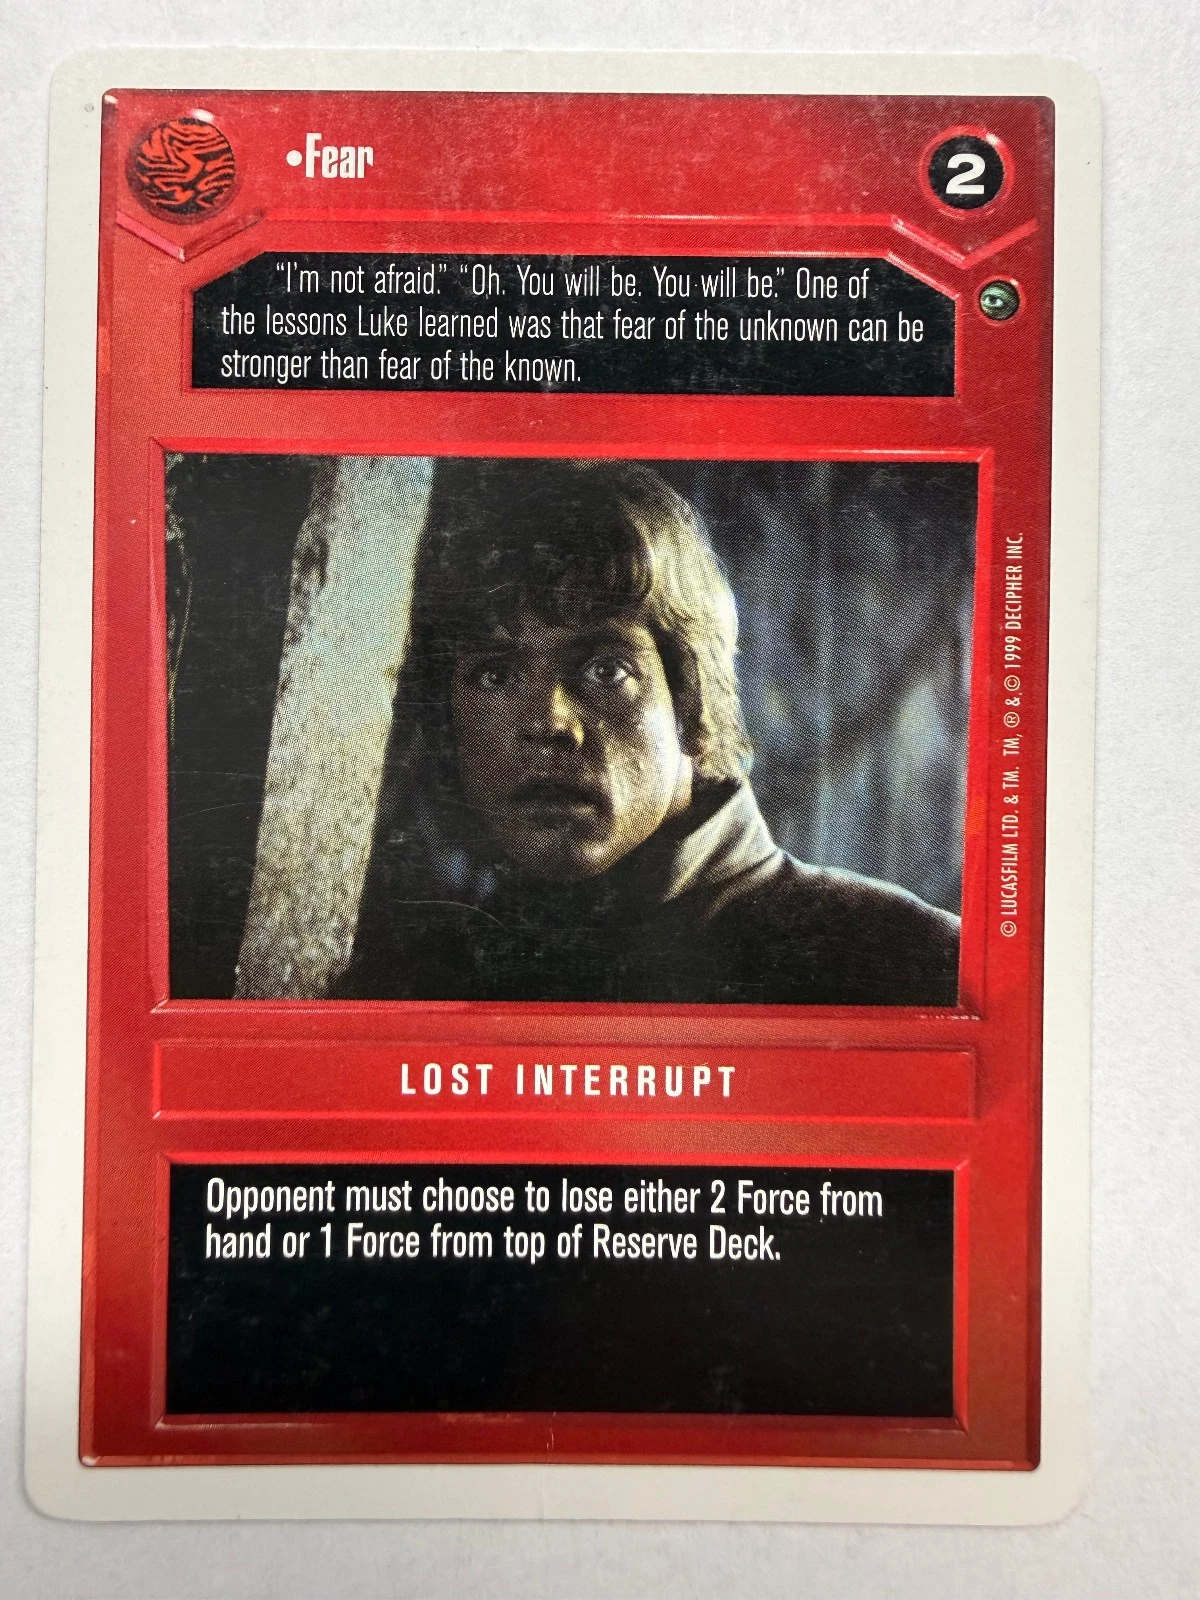 •Fear
2
“I'm not afraid.” “Oh. You will be. You will be.” One of
the lessons Luke learned was that fear of the unknown can be
stronger than fear of the known.
© LUCASFILM LTD. & TM. TM, ® & © 1999 DECIPHER INC.
LOST INTERRUPT
Opponent must choose to lose either 2 Force from
hand or 1 Force from top of Reserve Deck.